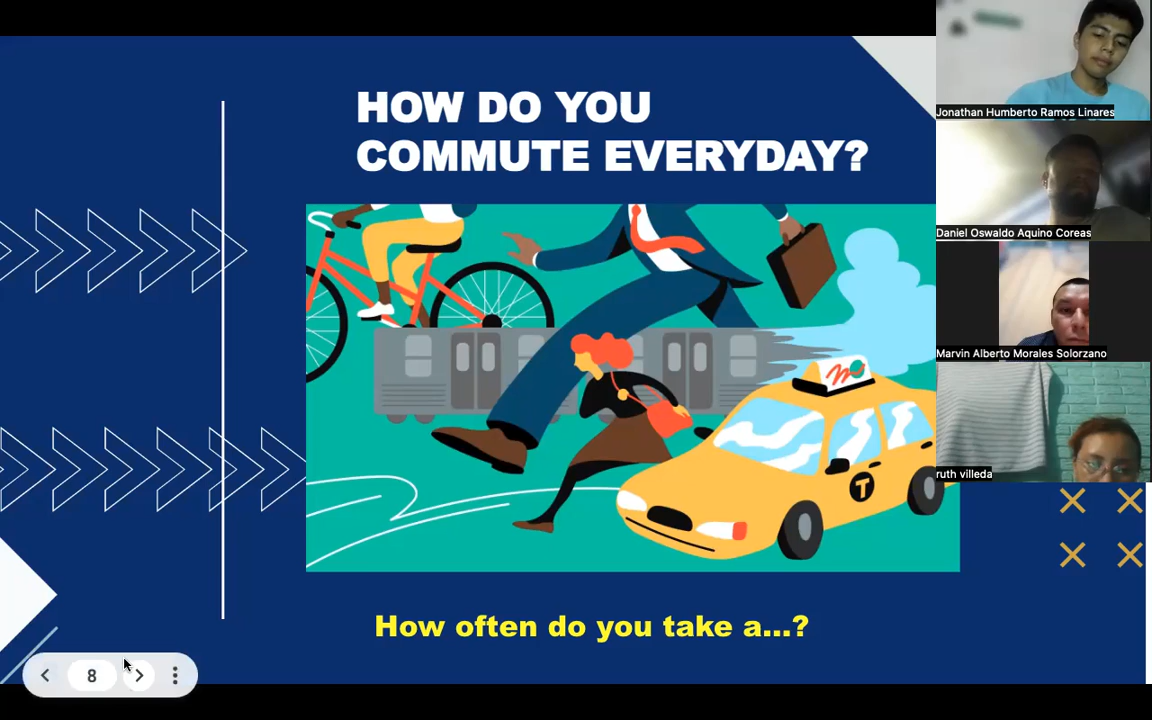 HOW DO YOU
COMMUTE EVERYDAY?
T
How often do you take a...?
8
Jonathan Humberto Ramos Linares
Daniel Oswaldo Aquino Coreas
Marvin Alberto Morales Solorzano
ruth villeda